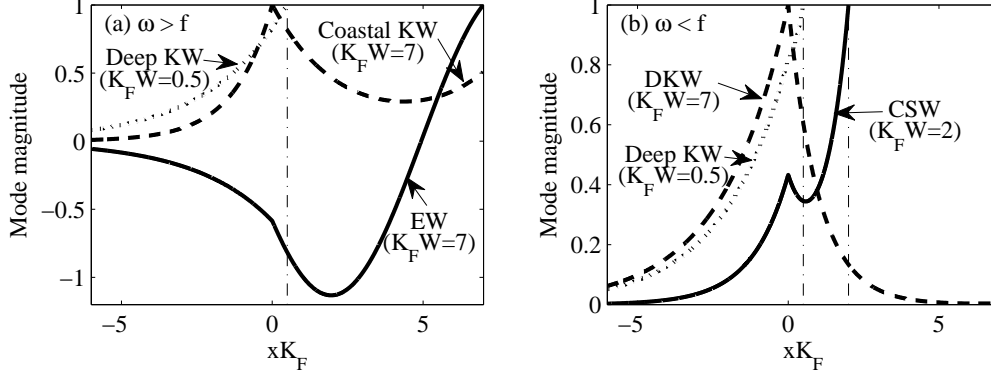 (a) ω > f
Deep KW
(K_FW=0.5)
Coastal KW
(K_FW=7)
EW
(K_FW=7)
1
0.5
0
−0.5
−1
Mode magnitude
−5
0
5
xK_F
(b) ω < f
DKW
(K_FW=7)
Deep KW
(K_FW=0.5)
CSW
(K_FW=2)
1
0.8
0.6
0.4
0.2
0
Mode magnitude
−5
0
5
xK_F